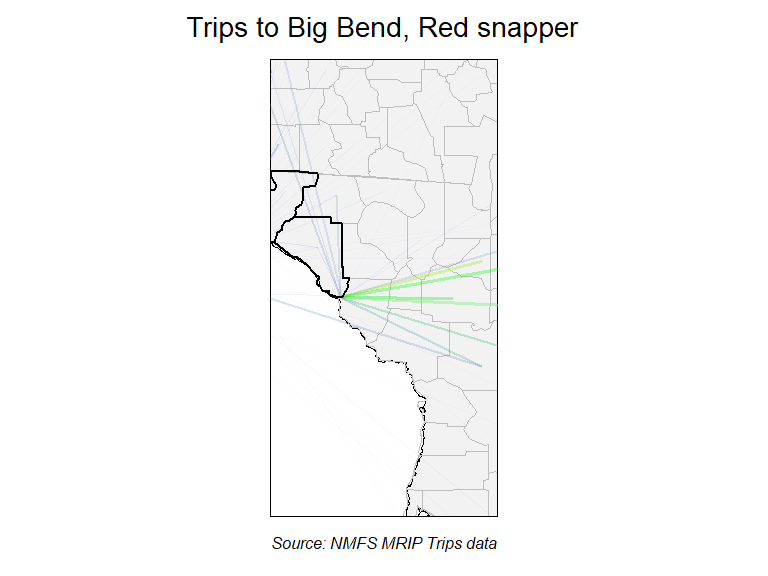 Trips to Big Bend, Red snapper
Source: NMFS MRIP Trips data